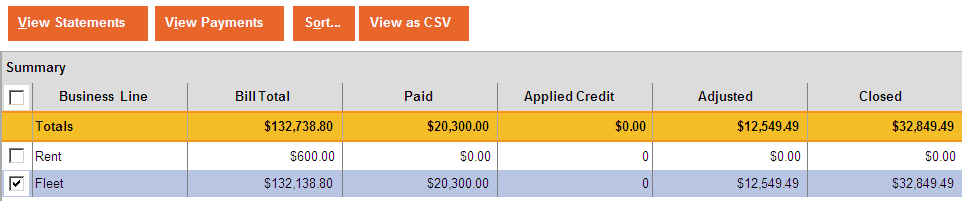 View Statements View Payments Sort... View as CSV
Summary
Business Line Bill Total Paid Applied Credit Adjusted Closed
Totals $132,738.80 $20,300.00 $0.00 $12,549.49 $32,849.49
Rent $600.00 $0.00 0 $0.00 $0.00
Fleet $132,138.80 $20,300.00 0 $12,549.49 $32,849.49